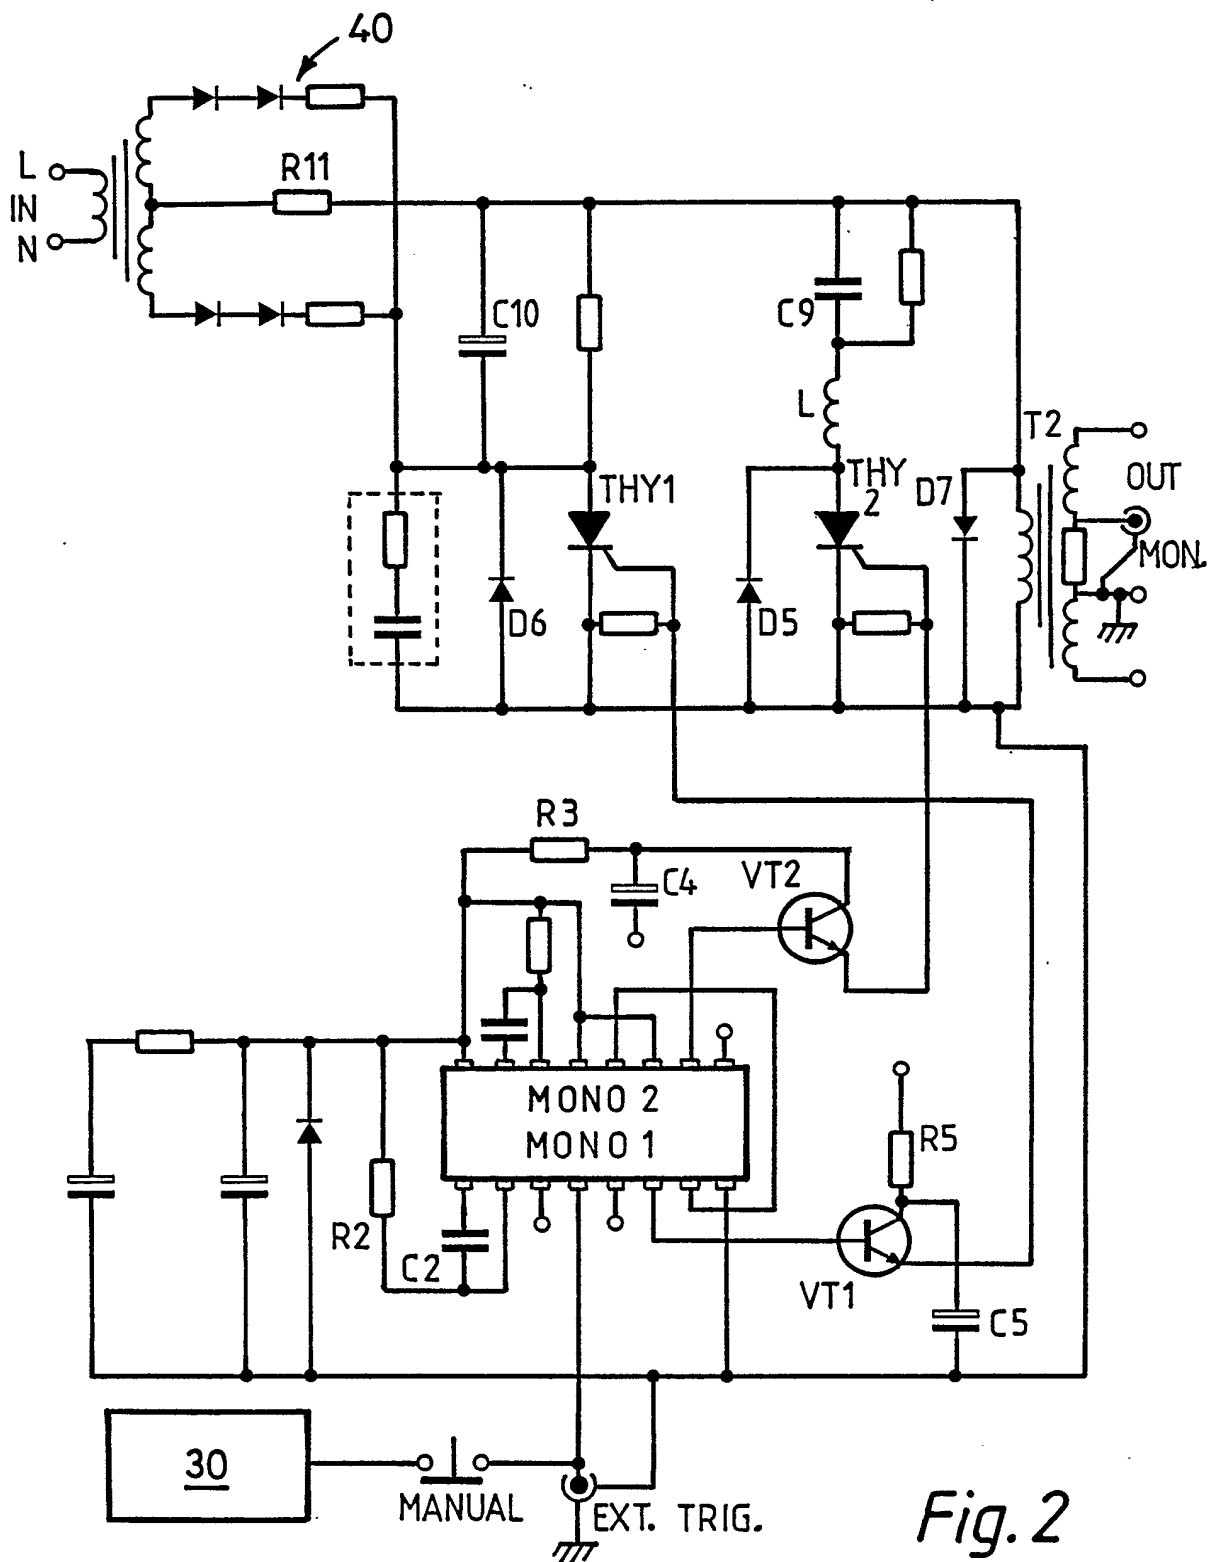 40
L
IN
N
R11
C10
C9
L
T2
THY1
THY
2
D7
OUT
MON.
D6
D5
R3
C4
VT2
MONO 2
MONO 1
R5
R2
C2
VT1
C5
30
MANUAL
EXT. TRIG.
Fig. 2